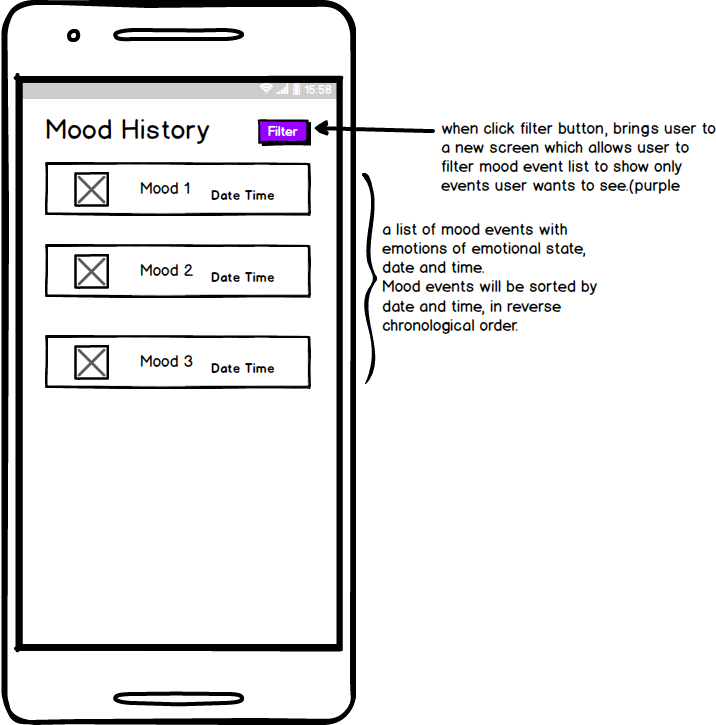 15:58
Mood History
Filter
when click filter button, brings user to
a new screen which allows user to
filter mood event list to show only
events user wants to see.(purple
Mood 1
Date Time
a list of mood events with
emotions of emotional state,
date and time.
Mood events will be sorted by
date and time, in reverse
chronological order.
Mood 2
Date Time
Mood 3
Date Time